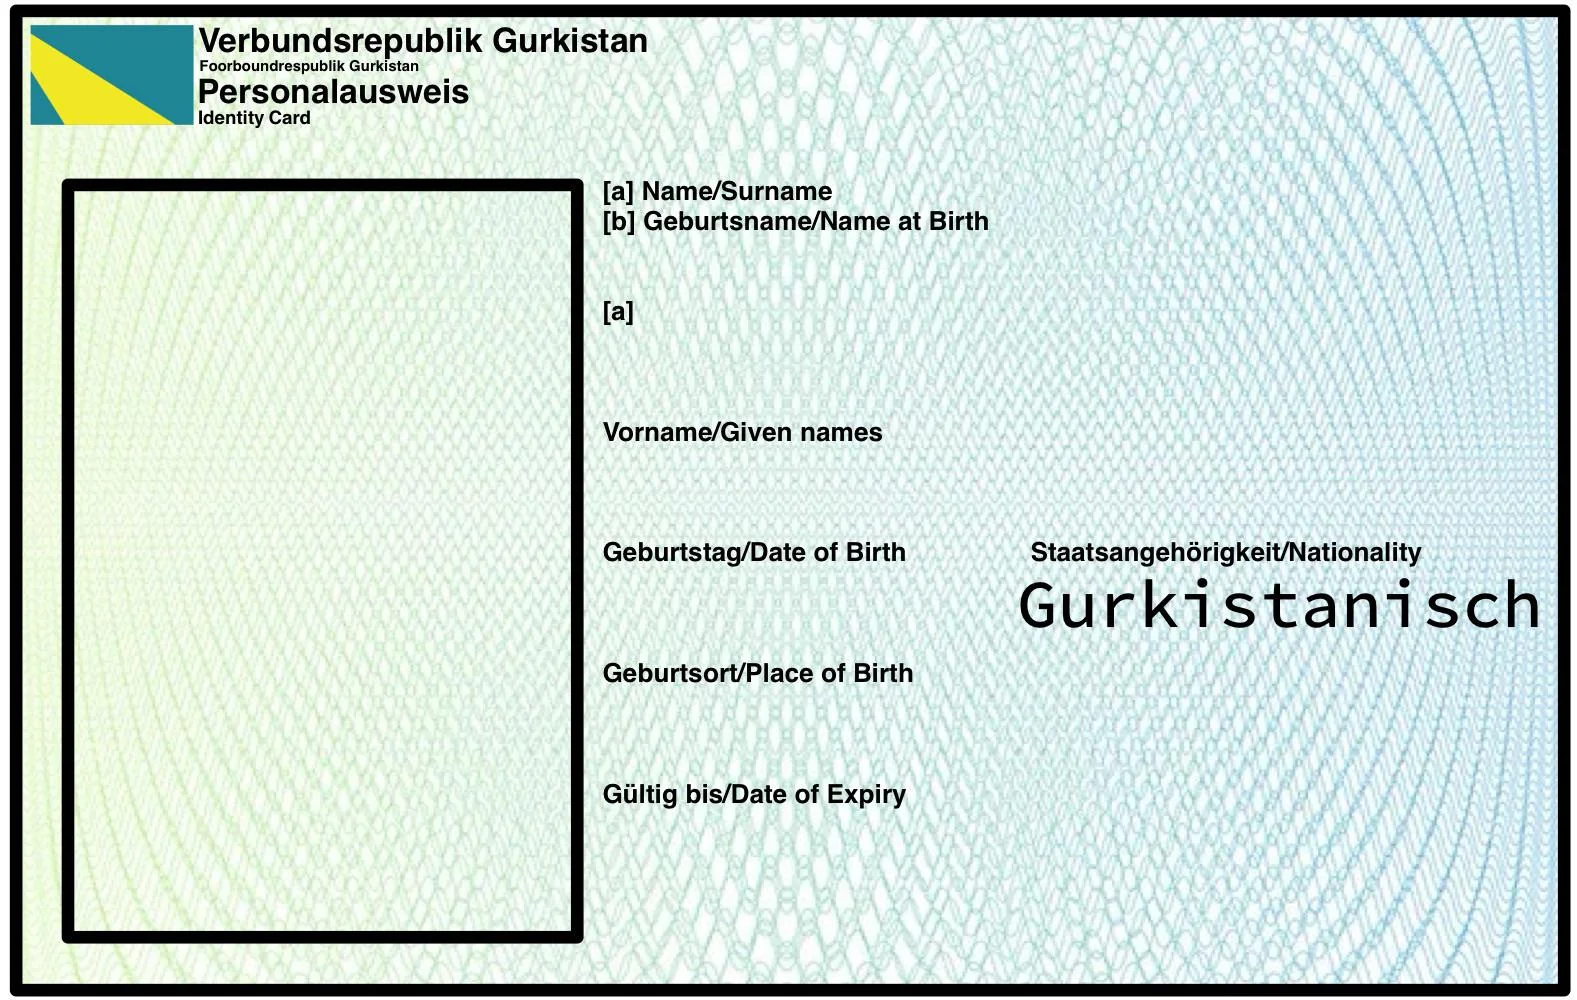 Verbundsrepublik Gurkistan
Foorboundrespublik Gurkistan
Personalausweis
Identity Card
[a] Name/Surname
[b] Geburtsname/Name at Birth
[a]
Vorname/Given names
Geburtstag/Date of Birth
Staatsangehörigkeit/Nationality
Gurkistanisch
Geburtsort/Place of Birth
Gültig bis/Date of Expiry